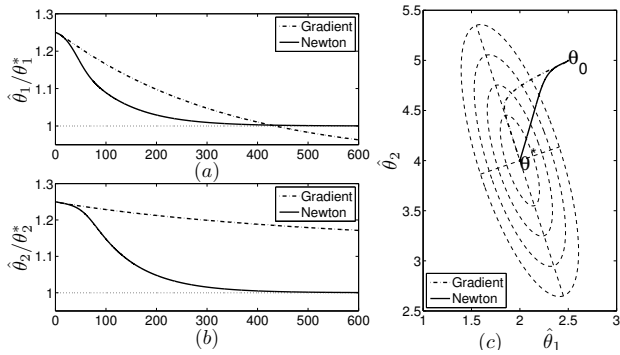 1.3
1.2
1.1
1
0 100 200 300 400 500 600
θ̂₁/θ₁*
Gradient
Newton
(a)
1.3
1.2
1.1
1
0 100 200 300 400 500 600
θ̂₂/θ₂*
Gradient
Newton
(b)
5.5
5
4.5
4
3.5
3
2.5
1 1.5 2 2.5 3
θ̂₂
θ₀
θ*
Gradient
Newton
(c) θ̂₁